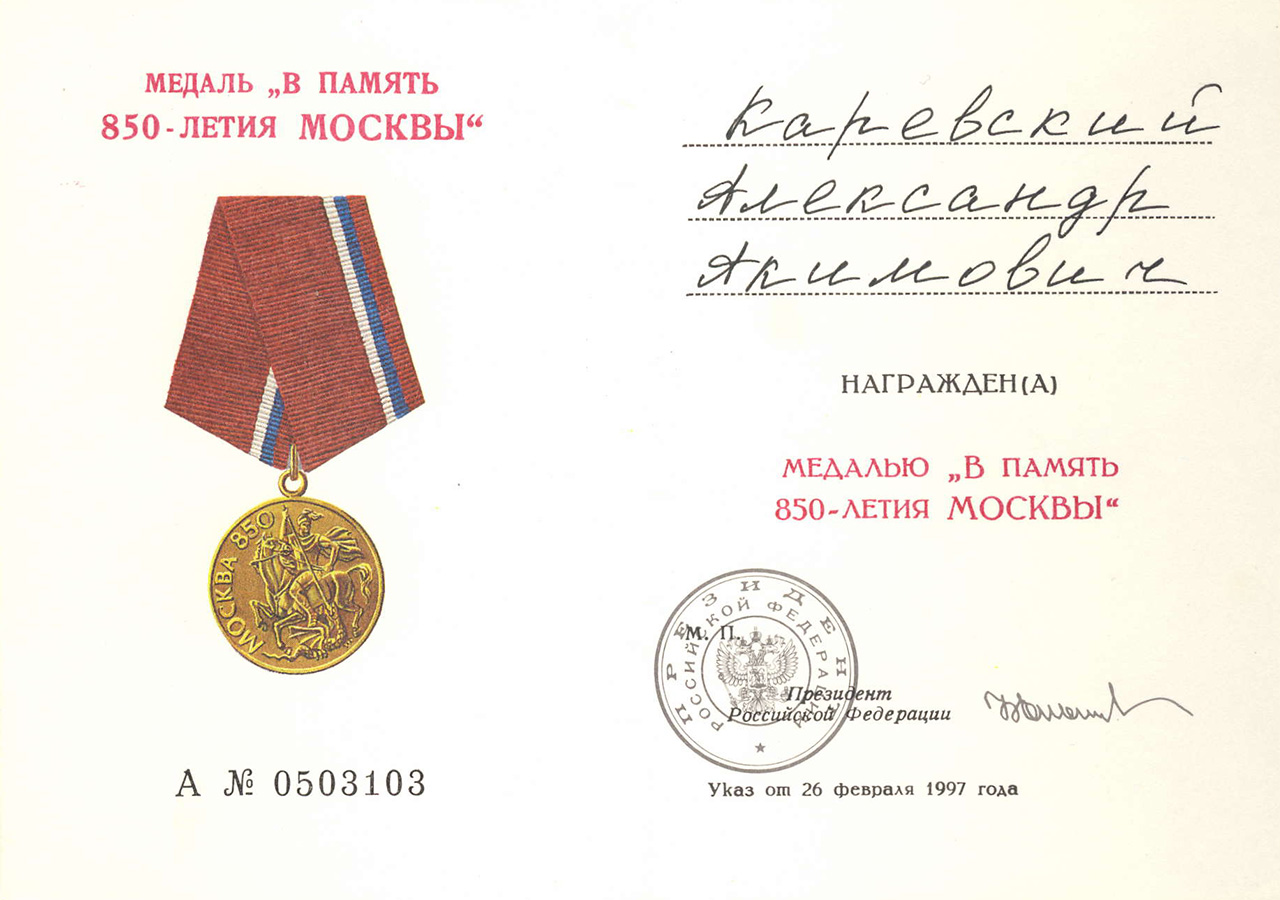 МЕДАЛЬ „В ПАМЯТЬ
850-ЛЕТИЯ МОСКВЫ“
МОСКВА 850
А № 0503103
Каревский
Александр
Акимович
НАГРАЖДЕН(А)
МЕДАЛЬЮ „В ПАМЯТЬ
850-ЛЕТИЯ МОСКВЫ“
ПРЕЗИДЕН
РОССИЙСКОЙ ФЕДЕРАЦИИ
М. П.
Президент
Российской Федерации
Указ от 26 февраля 1997 года